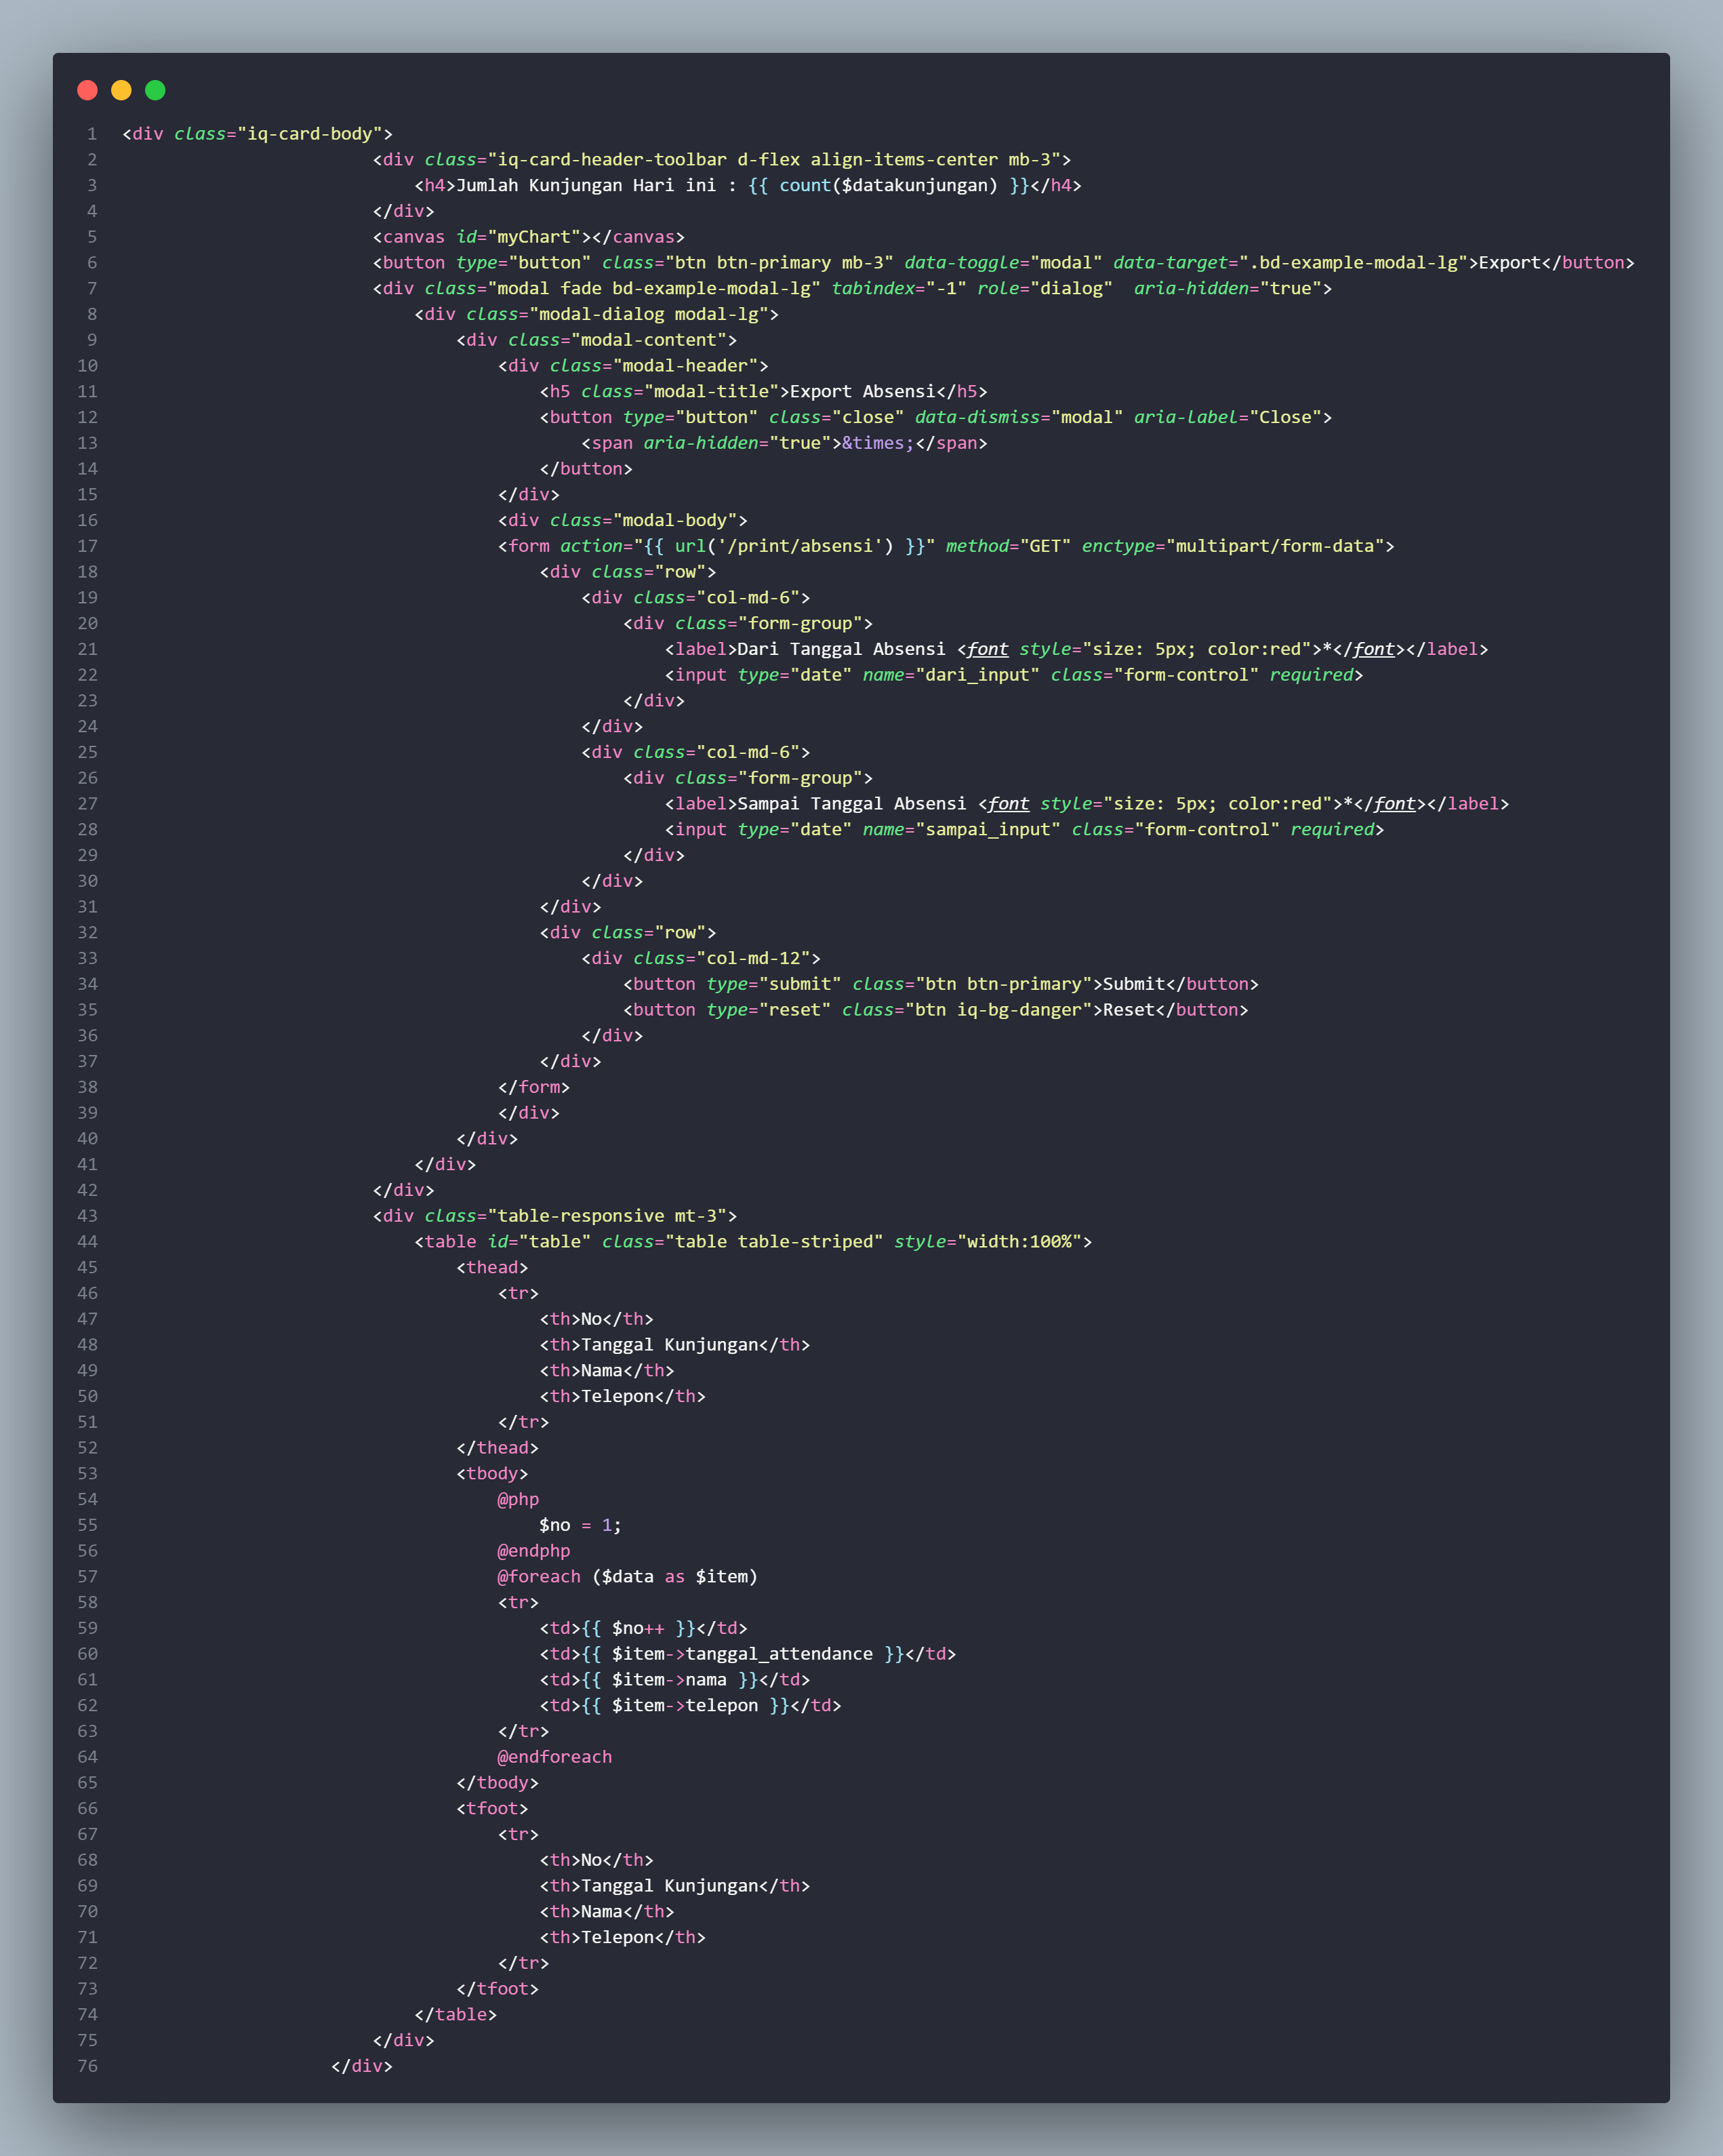 1 <div class="iq-card-body">
2 <div class="iq-card-header-toolbar d-flex align-items-center mb-3">
3 <h4>Jumlah Kunjungan Hari ini : {{ count($datakunjungan) }}</h4>
4 </div>
5 <canvas id="myChart"></canvas>
6 <button type="button" class="btn btn-primary mb-3" data-toggle="modal" data-target=".bd-example-modal-lg">Export</button>
7 <div class="modal fade bd-example-modal-lg" tabindex="-1" role="dialog"  aria-hidden="true">
8 <div class="modal-dialog modal-lg">
9 <div class="modal-content">
10 <div class="modal-header">
11 <h5 class="modal-title">Export Absensi</h5>
12 <button type="button" class="close" data-dismiss="modal" aria-label="Close">
13 <span aria-hidden="true">&times;</span>
14 </button>
15 </div>
16 <div class="modal-body">
17 <form action="{{ url('/print/absensi') }}" method="GET" enctype="multipart/form-data">
18 <div class="row">
19 <div class="col-md-6">
20 <div class="form-group">
21 <label>Dari Tanggal Absensi <font style="size: 5px; color:red">*</font></label>
22 <input type="date" name="dari_input" class="form-control" required>
23 </div>
24 </div>
25 <div class="col-md-6">
26 <div class="form-group">
27 <label>Sampai Tanggal Absensi <font style="size: 5px; color:red">*</font></label>
28 <input type="date" name="sampai_input" class="form-control" required>
29 </div>
30 </div>
31 </div>
32 <div class="row">
33 <div class="col-md-12">
34 <button type="submit" class="btn btn-primary">Submit</button>
35 <button type="reset" class="btn iq-bg-danger">Reset</button>
36 </div>
37 </div>
38 </form>
39 </div>
40 </div>
41 </div>
42 </div>
43 <div class="table-responsive mt-3">
44 <table id="table" class="table table-striped" style="width:100%">
45 <thead>
46 <tr>
47 <th>No</th>
48 <th>Tanggal Kunjungan</th>
49 <th>Nama</th>
50 <th>Telepon</th>
51 </tr>
52 </thead>
53 <tbody>
54 @php
55 $no = 1;
56 @endphp
57 @foreach ($data as $item)
58 <tr>
59 <td>{{ $no++ }}</td>
60 <td>{{ $item->tanggal_attendance }}</td>
61 <td>{{ $item->nama }}</td>
62 <td>{{ $item->telepon }}</td>
63 </tr>
64 @endforeach
65 </tbody>
66 <tfoot>
67 <tr>
68 <th>No</th>
69 <th>Tanggal Kunjungan</th>
70 <th>Nama</th>
71 <th>Telepon</th>
72 </tr>
73 </tfoot>
74 </table>
75 </div>
76 </div>